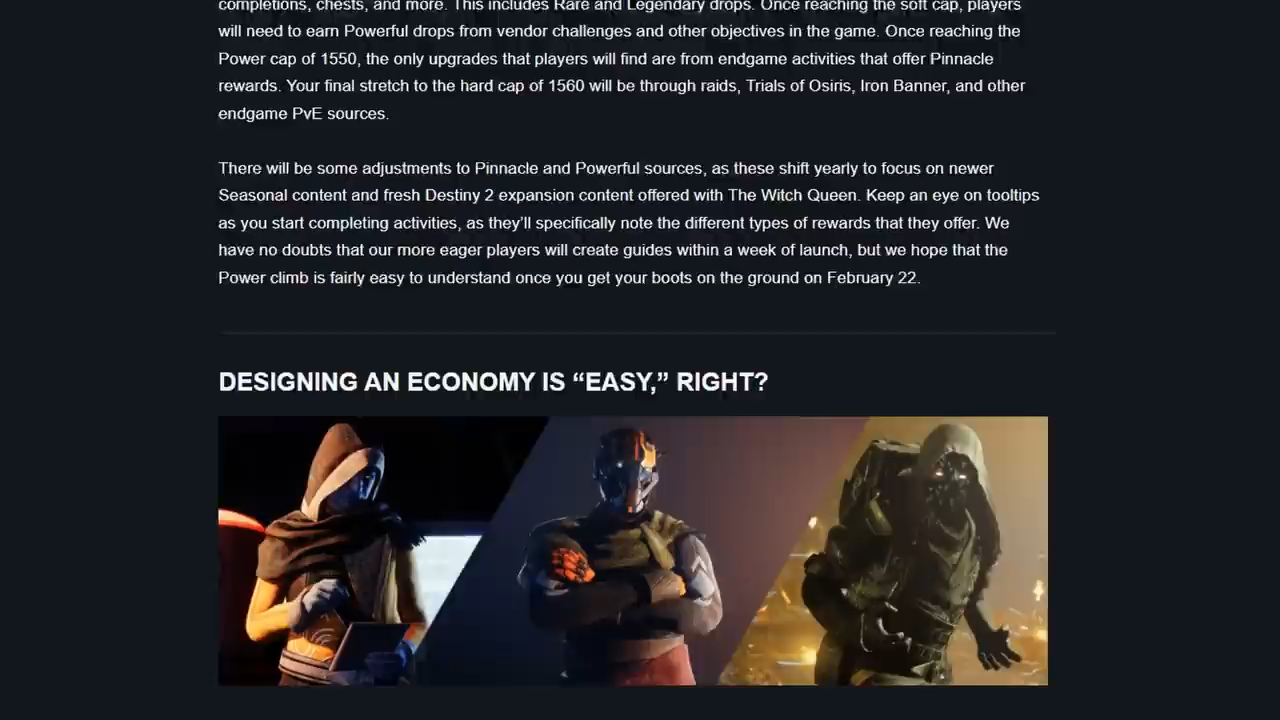 completions, chests, and more. This includes Rare and Legendary drops. Once reaching the soft cap, players
will need to earn Powerful drops from vendor challenges and other objectives in the game. Once reaching the
Power cap of 1550, the only upgrades that players will find are from endgame activities that offer Pinnacle
rewards. Your final stretch to the hard cap of 1560 will be through raids, Trials of Osiris, Iron Banner, and other
endgame PvE sources.
There will be some adjustments to Pinnacle and Powerful sources, as these shift yearly to focus on newer
Seasonal content and fresh Destiny 2 expansion content offered with The Witch Queen. Keep an eye on tooltips
as you start completing activities, as they’ll specifically note the different types of rewards that they offer. We
have no doubts that our more eager players will create guides within a week of launch, but we hope that the
Power climb is fairly easy to understand once you get your boots on the ground on February 22.
DESIGNING AN ECONOMY IS “EASY,” RIGHT?